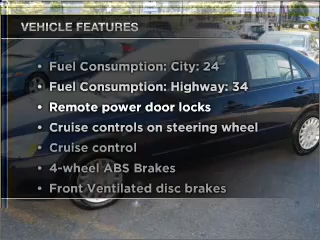 VEHICLE FEATURES
• Fuel Consumption: City: 24
• Fuel Consumption: Highway: 34
• Remote power door locks
• Cruise controls on steering wheel
• Cruise control
• 4-wheel ABS Brakes
• Front Ventilated disc brakes